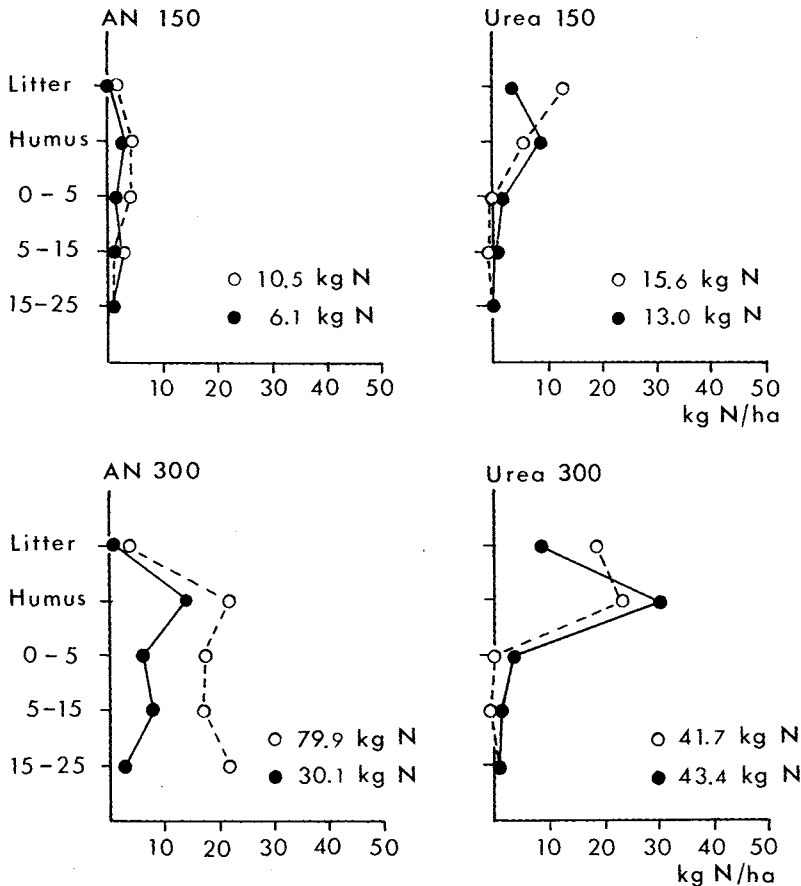 AN 150
Urea 150
Litter
Humus
0-5
5-15
15-25
○ 10.5 kg N
● 6.1 kg N
○ 15.6 kg N
● 13.0 kg N
10 20 30 40 50
10 20 30 40 50
kg N/ha
AN 300
Urea 300
Litter
Humus
0-5
5-15
15-25
○ 79.9 kg N
● 30.1 kg N
○ 41.7 kg N
● 43.4 kg N
10 20 30 40 50
10 20 30 40 50
kg N/ha